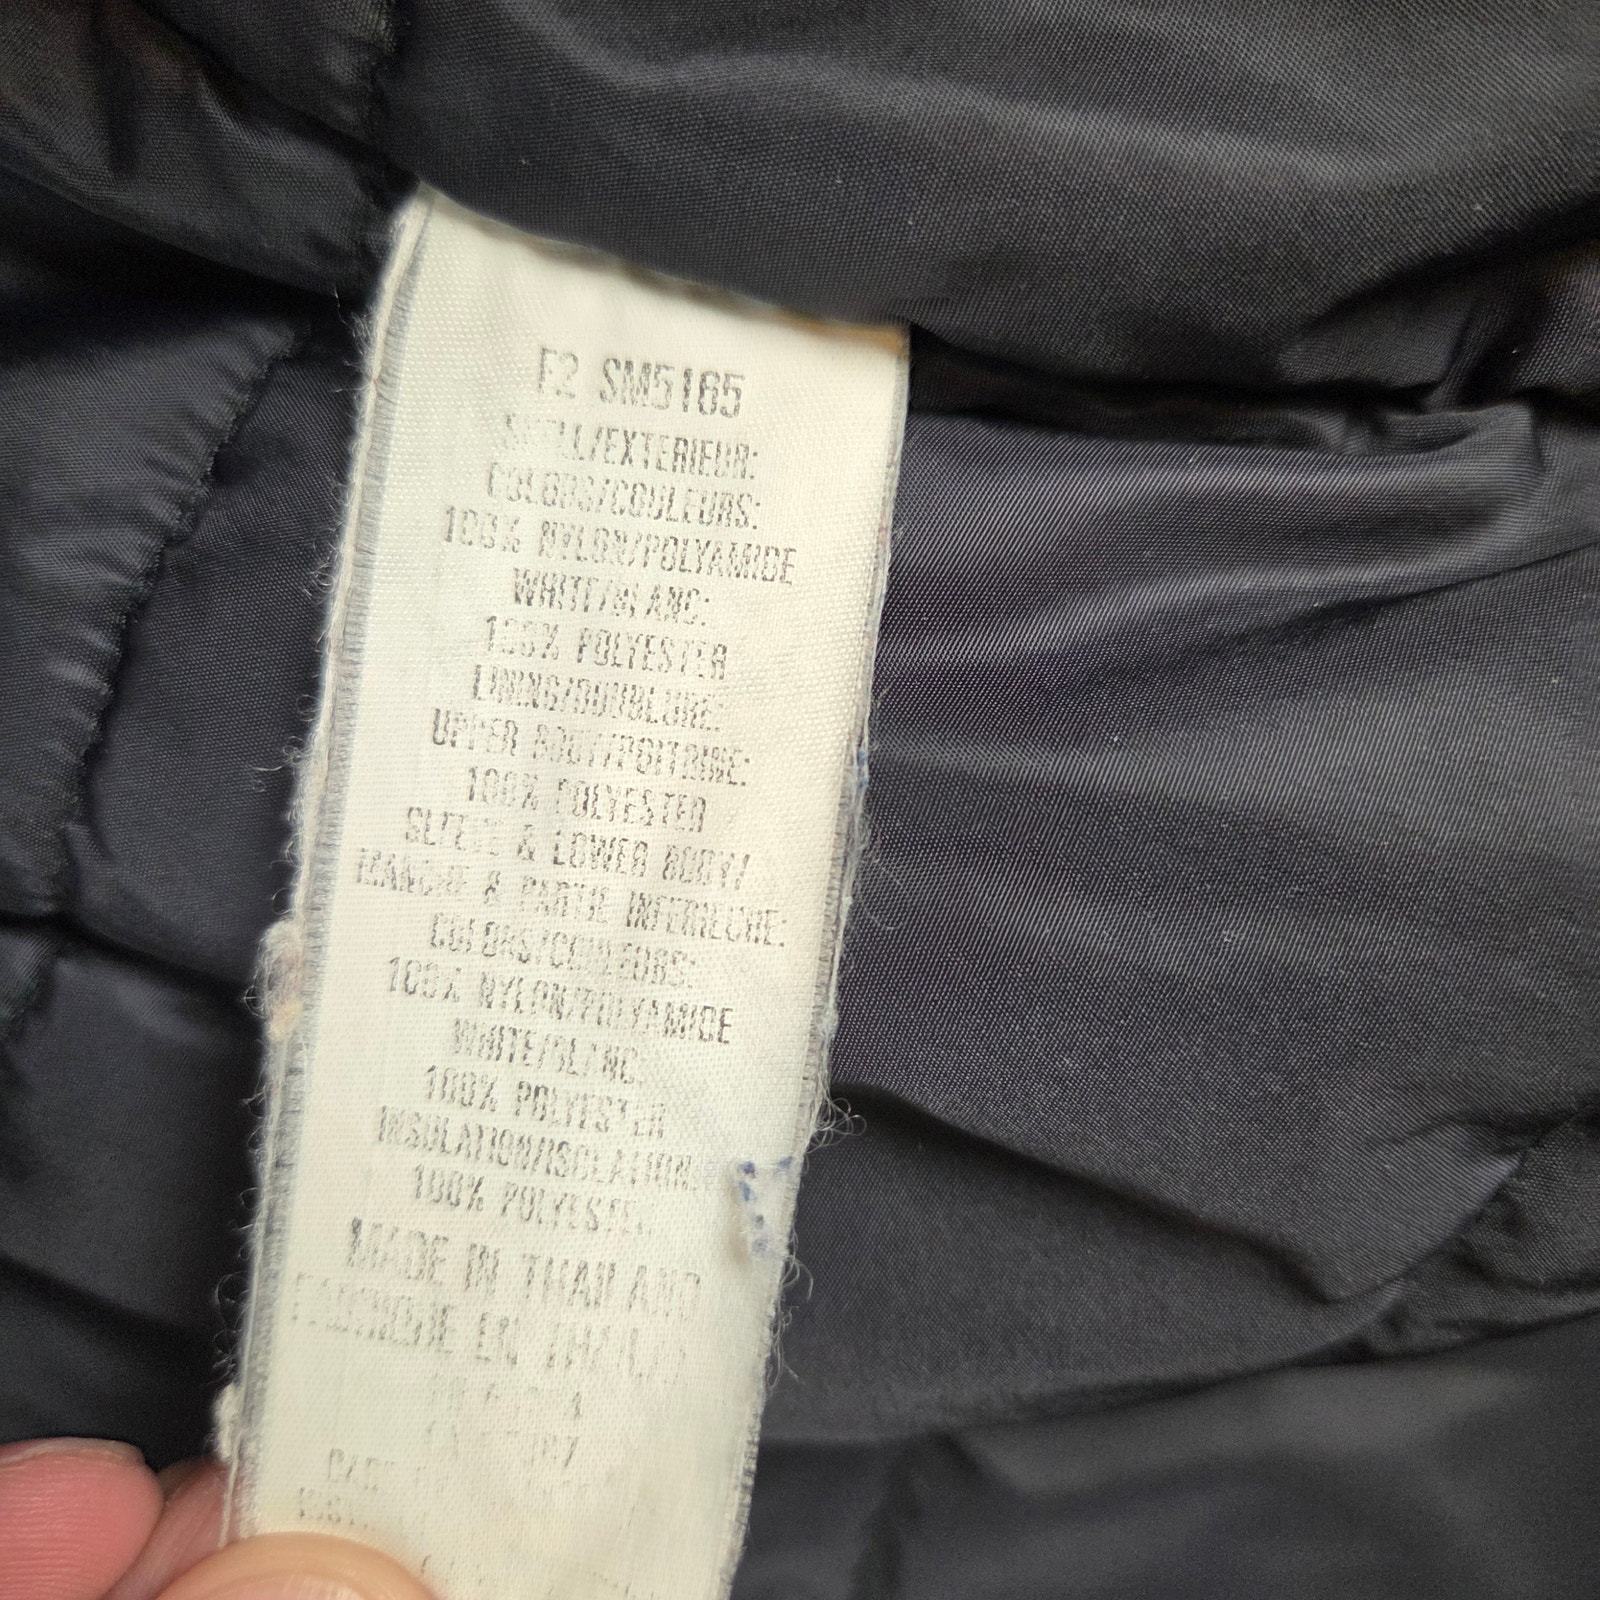 F2 SM5165
SHELL/EXTERIEUR:
COLORS/COULEURS:
100% NYLON/POLYAMIDE
WHITE/BLANC:
100% POLYESTER
LINING/DOUBLURE:
UPPER BODY/POITRINE:
100% POLYESTER
SLEEVE & LOWER BODY/
MANCHE & PARTIE INFERIEURE:
COLORS/COULEURS:
100% NYLON/POLYAMIDE
WHITE/BLANC:
100% POLYESTER
INSULATION/ISOLATION:
100% POLYESTER
MADE IN THAILAND